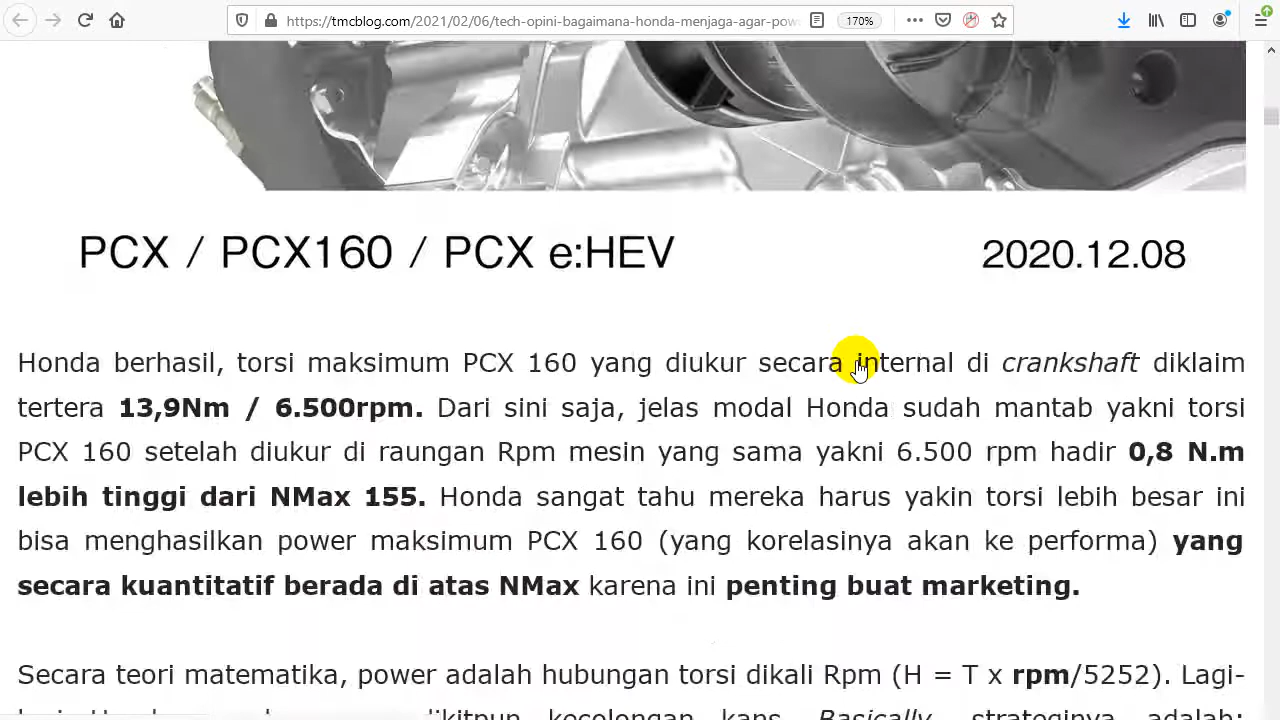 https://tmcblog.com/2021/02/06/tech-opini-bagaimana-honda-menjaga-agar-pow
170%
PCX / PCX160 / PCX e:HEV 2020.12.08
Honda berhasil, torsi maksimum PCX 160 yang diukur secara internal di crankshaft diklaim
tertera 13,9Nm / 6.500rpm. Dari sini saja, jelas modal Honda sudah mantab yakni torsi
PCX 160 setelah diukur di raungan Rpm mesin yang sama yakni 6.500 rpm hadir 0,8 N.m
lebih tinggi dari NMax 155. Honda sangat tahu mereka harus yakin torsi lebih besar ini
bisa menghasilkan power maksimum PCX 160 (yang korelasinya akan ke performa) yang
secara kuantitatif berada di atas NMax karena ini penting buat marketing.
Secara teori matematika, power adalah hubungan torsi dikali Rpm (H = T x rpm/5252). Lagi-
kecolongan kans. Basically strateginya adalah: